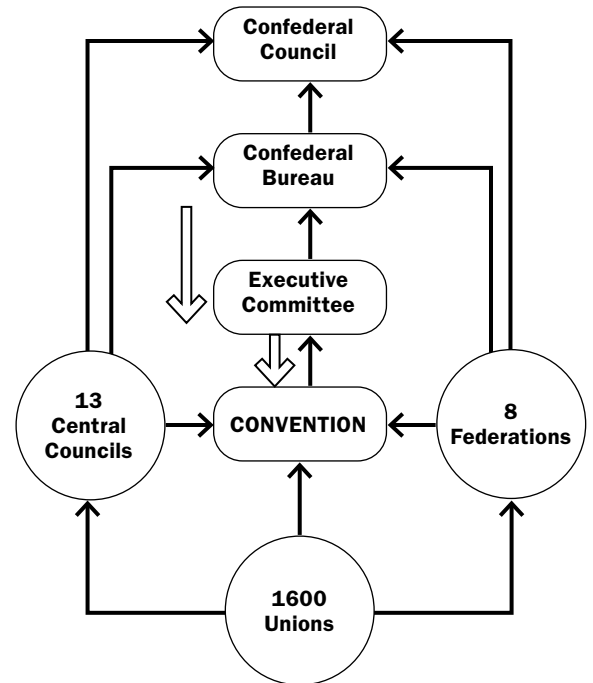 Confederal
Council
Confederal
Bureau
Executive
Committee
13
Central
Councils
CONVENTION
8
Federations
1600
Unions